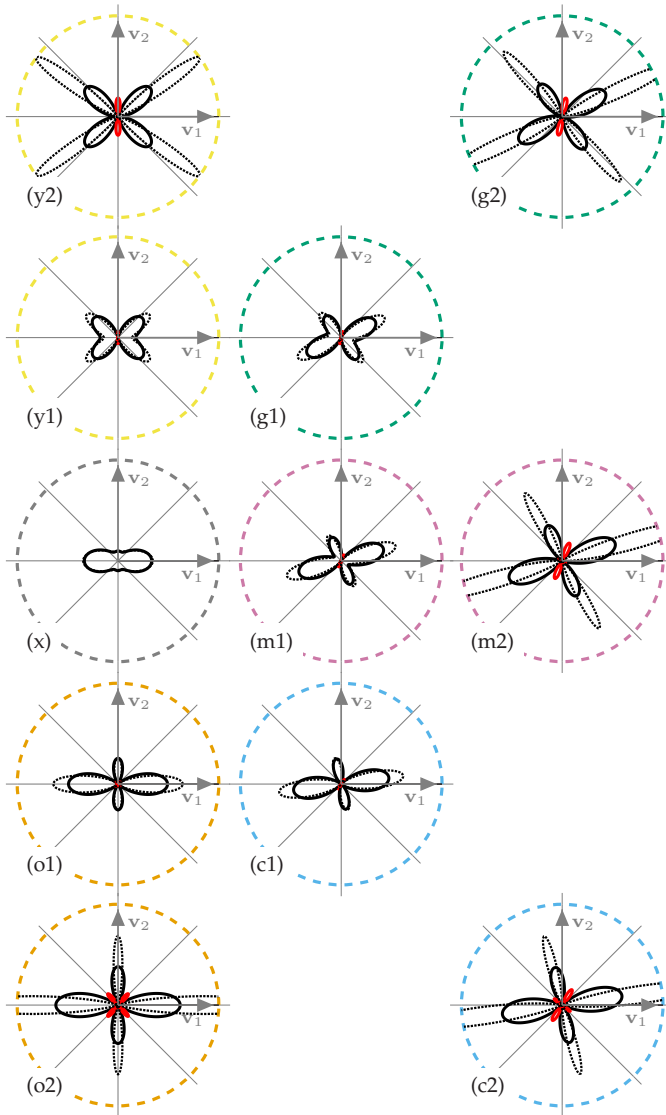 v₂ v₂
v₁ v₁
(y2) (g2)
v₂ v₂
v₁ v₁
(y1) (g1)
v₂ v₂ v₂
v₁ v₁ v₁
(x) (m1) (m2)
v₂ v₂
v₁ v₁
(o1) (c1)
v₂ v₂
v₁ v₁
(o2) (c2)